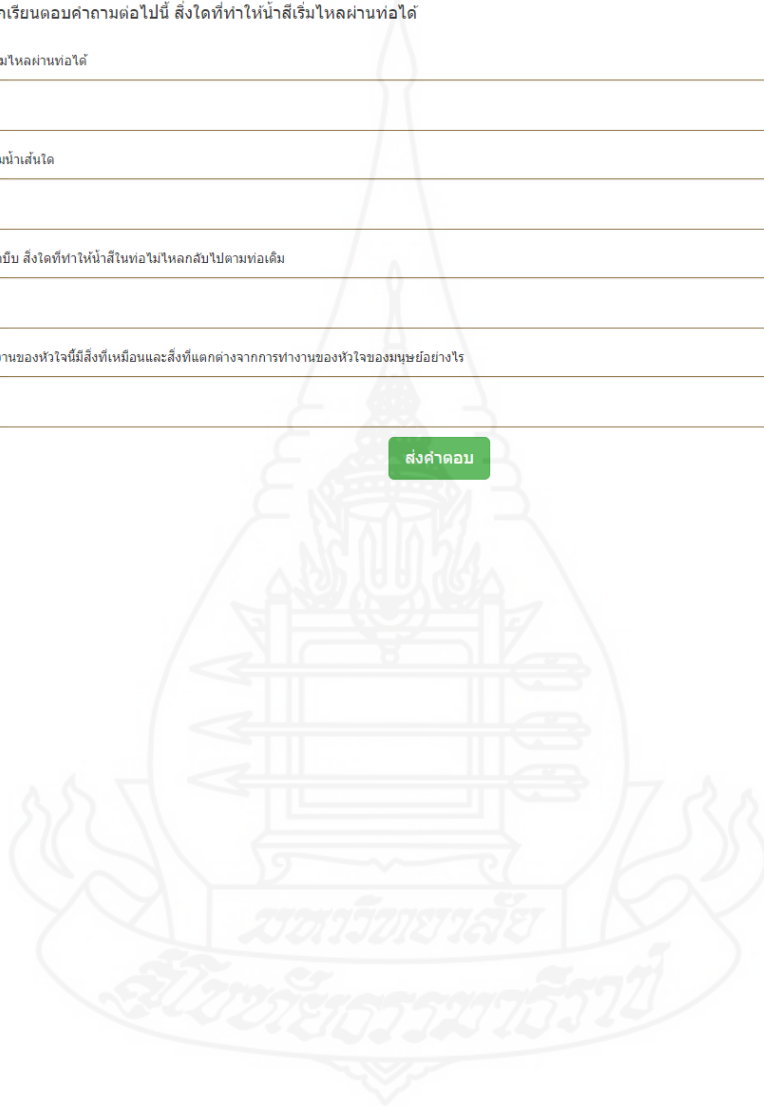 กเรียนตอบคำถามต่อไปนี้ สิ่งใดที่ทำให้น้ำสีเริ่มไหลผ่านท่อได้
มไหลผ่านท่อได้
มน้ำเส้นใด
บีบ สิ่งใดที่ทำให้น้ำสีในท่อไม่ไหลกลับไปตามท่อเดิม
งานของหัวใจนี้มีสิ่งที่เหมือนและสิ่งที่แตกต่างจากการทำงานของหัวใจของมนุษย์อย่างไร
ส่งคำตอบ
มหาวิทยาลัย
สุโขทัยธรรมาธิราช